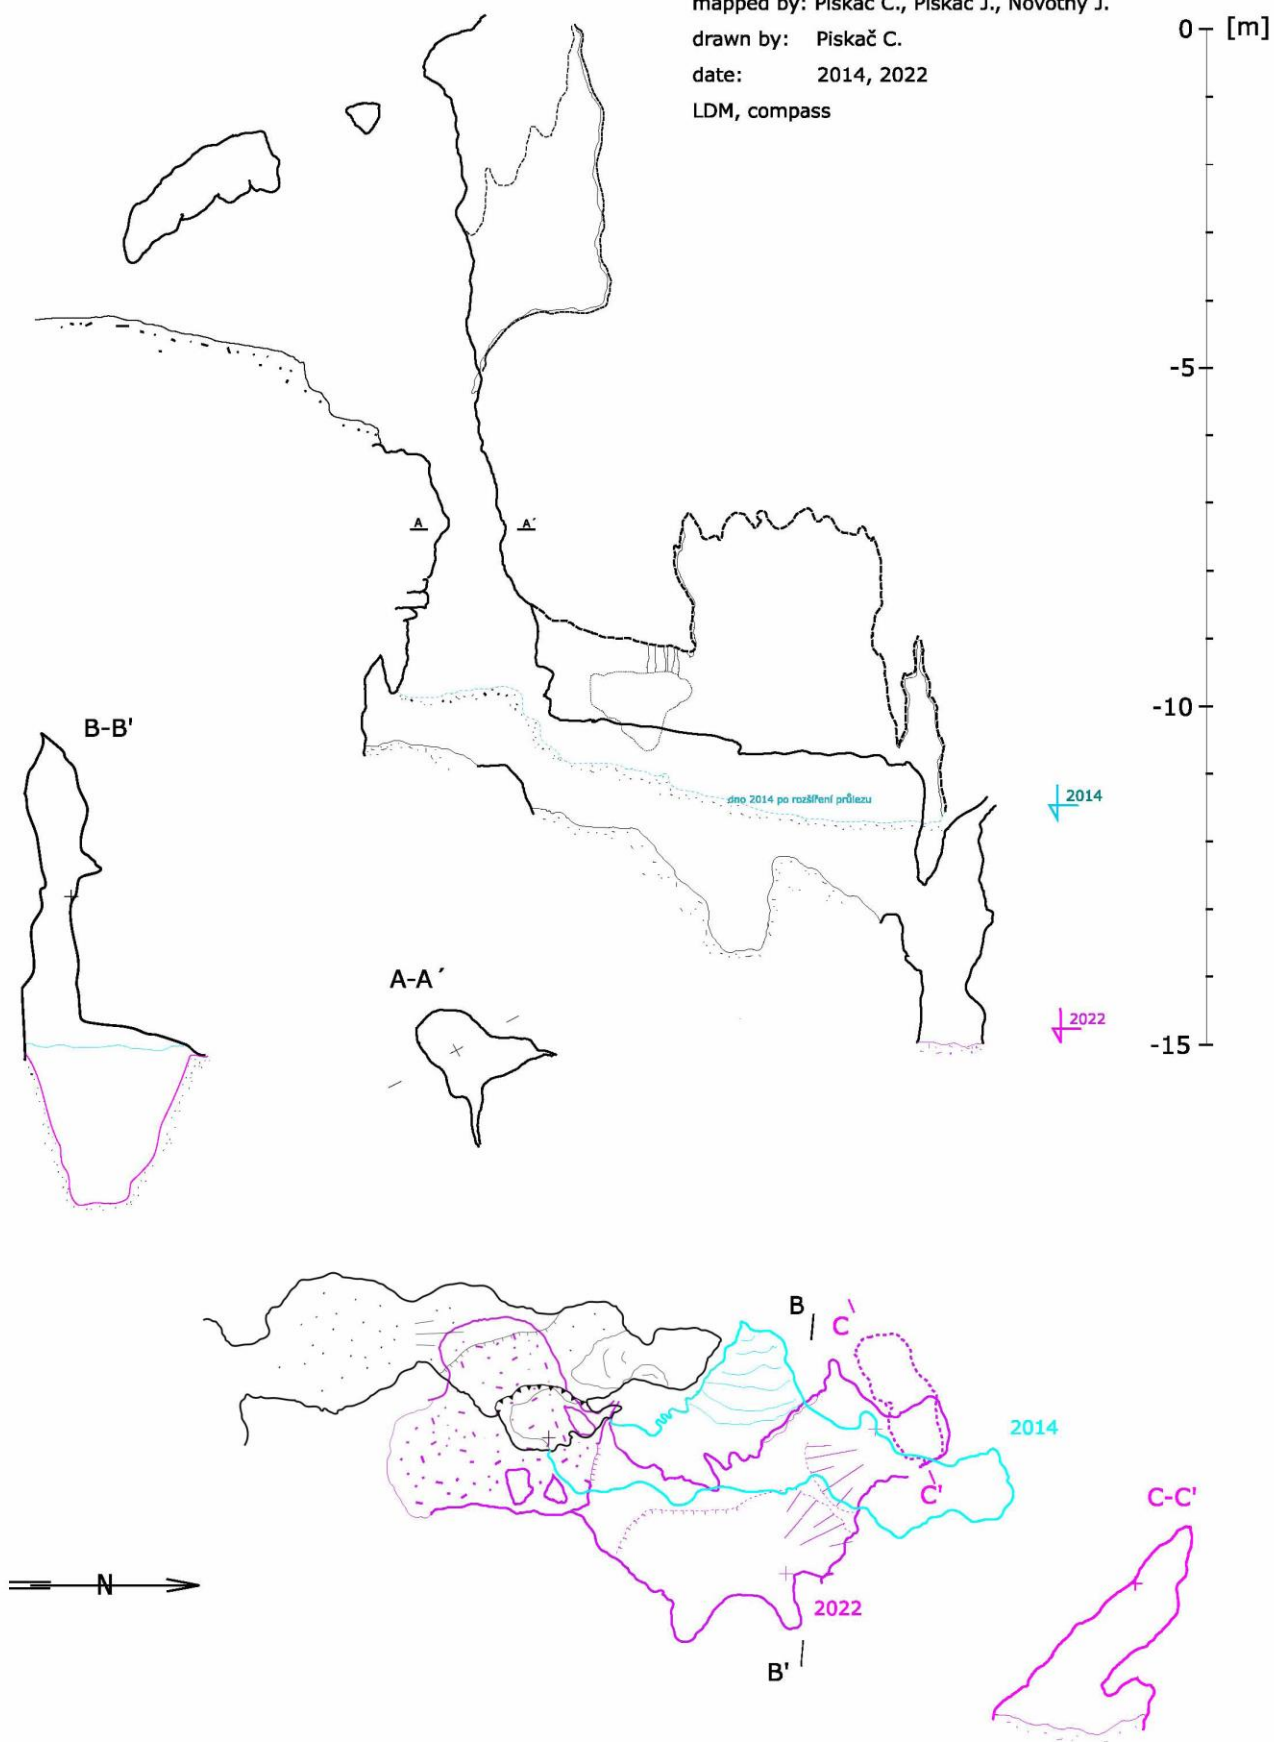 mapped by: Piskač C., Piskač J., Novotný J.
drawn by: Piskač C.
date: 2014, 2022
LDM, compass
0 [m]
-5
A A´
-10
B-B'
dno 2014 po rozšíření průlezu
2014
A-A´
2022
-15
B
C
2014
C'
C-C'
N
2022
B'